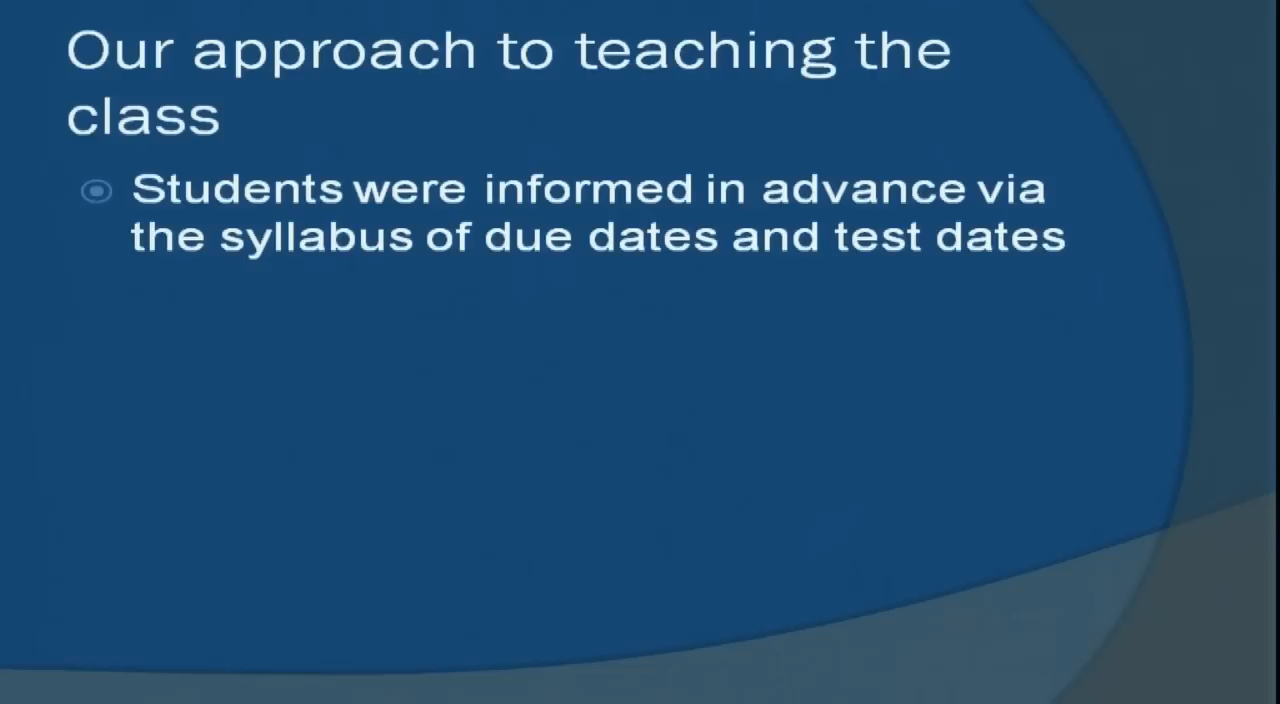 Our approach to teaching the
class
Students were informed in advance via
the syllabus of due dates and test dates